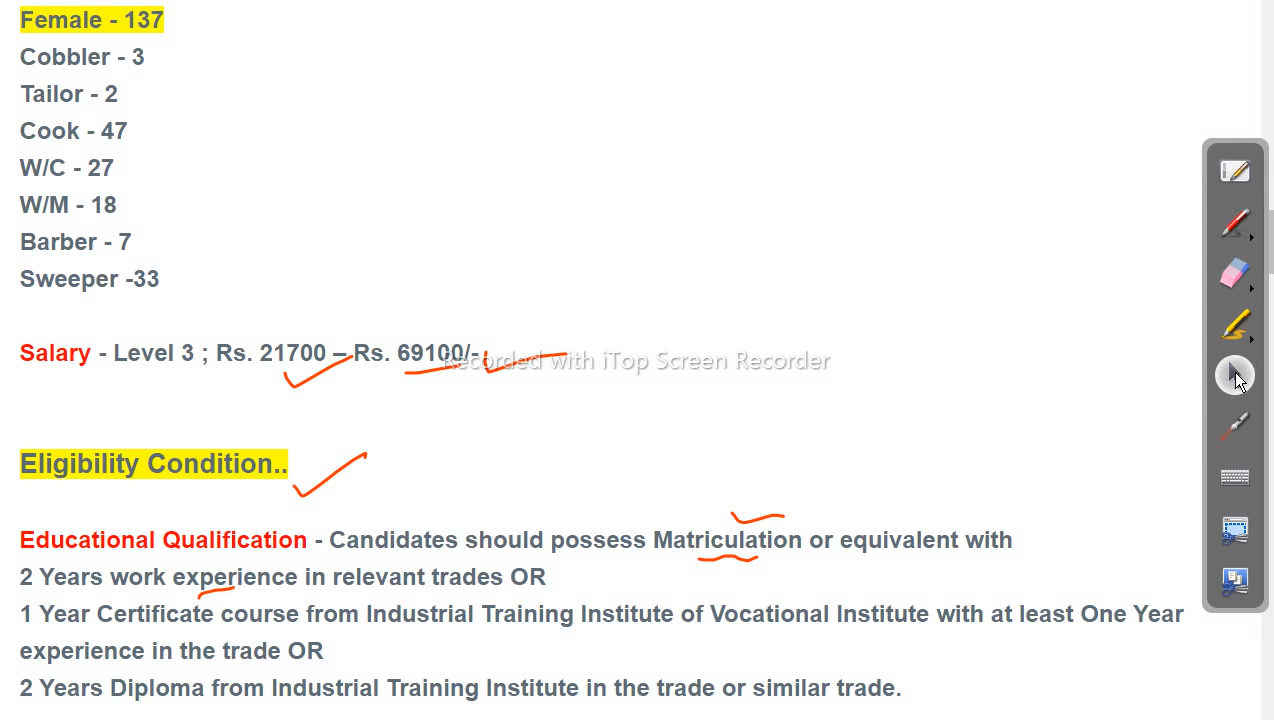 Female - 137
Cobbler - 3
Tailor - 2
Cook - 47
W/C - 27
W/M - 18
Barber - 7
Sweeper -33
Salary - Level 3 ; Rs. 21700 – Rs. 69100/-
Recorded with iTop Screen Recorder
Eligibility Condition..
Educational Qualification - Candidates should possess Matriculation or equivalent with
2 Years work experience in relevant trades OR
1 Year Certificate course from Industrial Training Institute of Vocational Institute with at least One Year
experience in the trade OR
2 Years Diploma from Industrial Training Institute in the trade or similar trade.